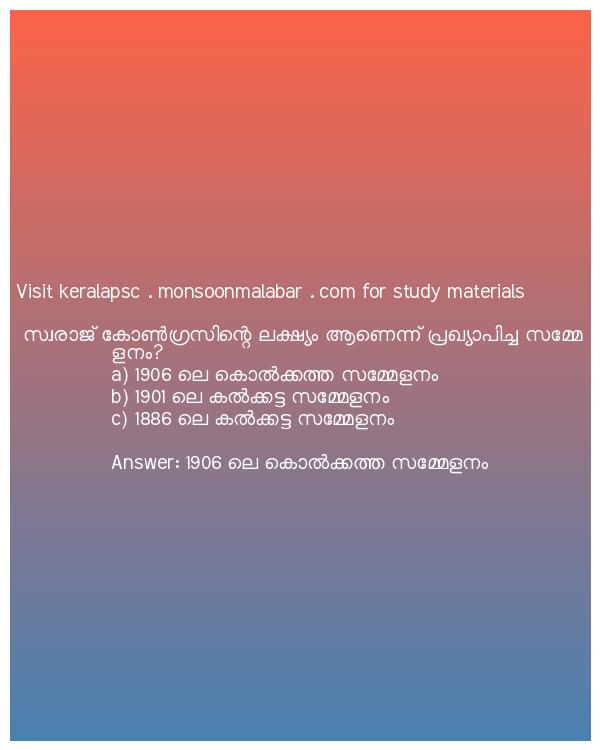 Visit keralapsc . monsoonmalabar . com for study materials
സ്വരാജ് കോൺഗ്രസിന്റെ ലക്ഷ്യം ആണെന്ന് പ്രഖ്യാപിച്ച സമ്മേ
ളനം?
a) 1906 ലെ കൊൽക്കത്ത സമ്മേളനം
b) 1901 ലെ കൽക്കട്ട സമ്മേളനം
c) 1886 ലെ കൽക്കട്ട സമ്മേളനം
Answer: 1906 ലെ കൊൽക്കത്ത സമ്മേളനം